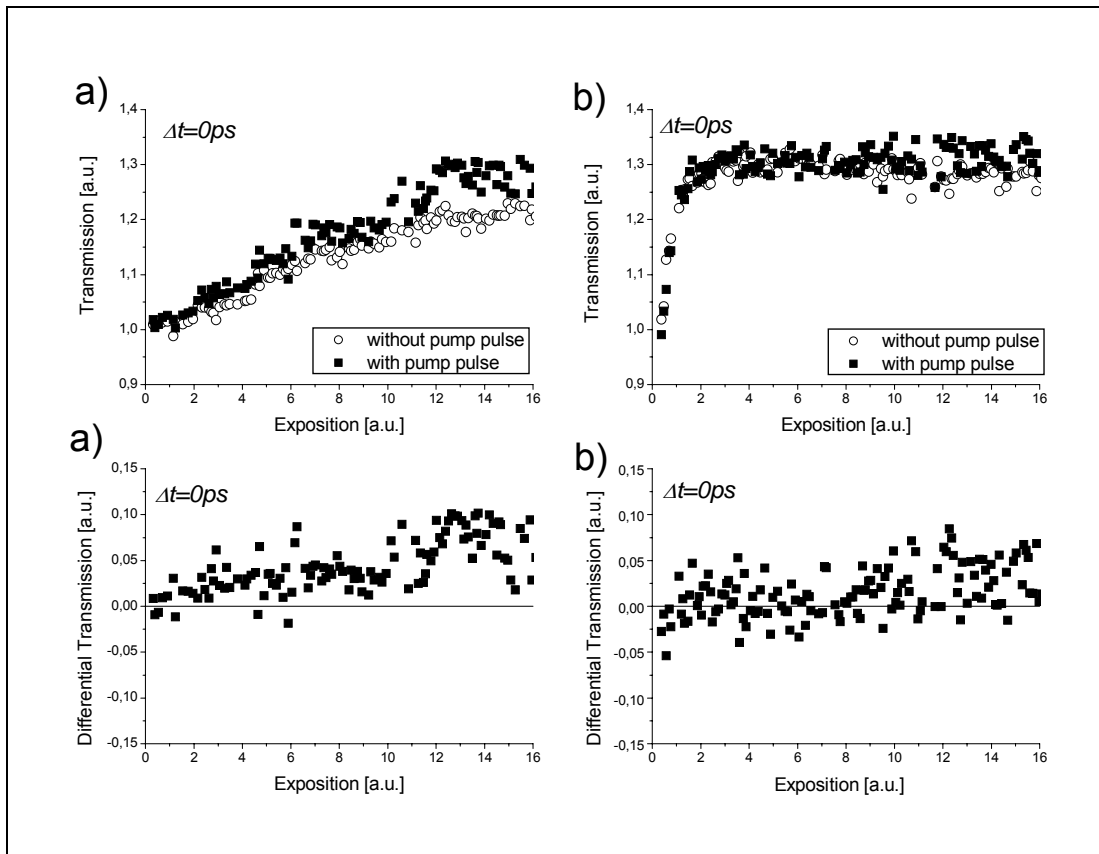 a)
Δt=0ps
Transmission [a.u.]
1,4
1,3
1,2
1,1
1,0
0,9
without pump pulse
with pump pulse
0 2 4 6 8 10 12 14 16
Exposition [a.u.]
b)
Δt=0ps
Transmission [a.u.]
1,4
1,3
1,2
1,1
1,0
0,9
without pump pulse
with pump pulse
0 2 4 6 8 10 12 14 16
Exposition [a.u.]
a)
Δt=0ps
Differential Transmission [a.u.]
0,15
0,10
0,05
0,00
-0,05
-0,10
-0,15
0 2 4 6 8 10 12 14 16
Exposition [a.u.]
b)
Δt=0ps
Differential Transmission [a.u.]
0,15
0,10
0,05
0,00
-0,05
-0,10
-0,15
0 2 4 6 8 10 12 14 16
Exposition [a.u.]